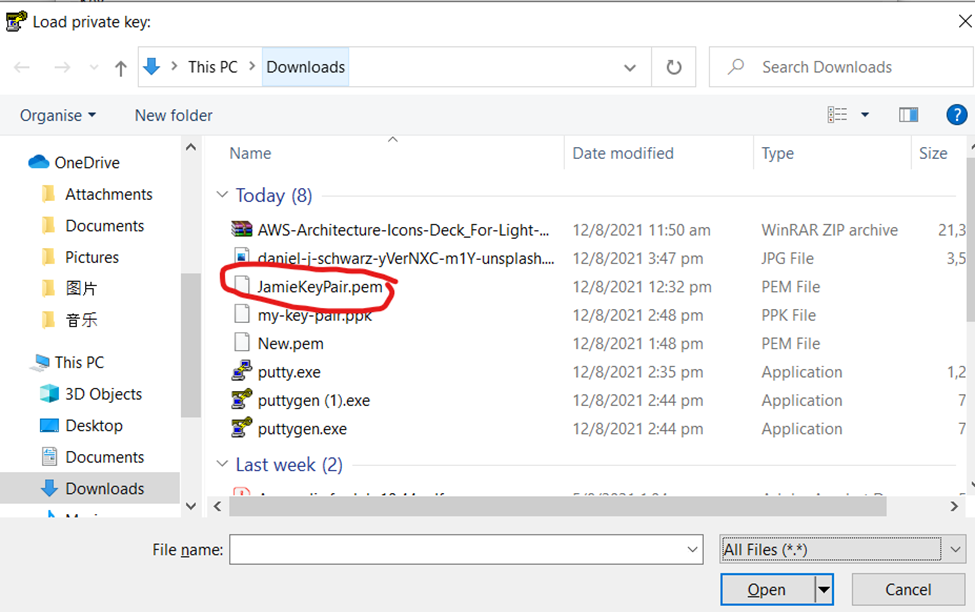 Load private key:
This PC > Downloads
Search Downloads
Organise
New folder
?
Name
Date modified
Type
Size
Today (8)
AWS-Architecture-Icons-Deck_For-Light-... 12/8/2021 11:50 am WinRAR ZIP archive 21,3
daniel-j-schwarz-yVerNXC-m1Y-unsplash.... 12/8/2021 3:47 pm JPG File 3,5
JamieKeyPair.pem 12/8/2021 12:32 pm PEM File
my-key-pair.ppk 12/8/2021 2:48 pm PPK File
New.pem 12/8/2021 1:48 pm PEM File
putty.exe 12/8/2021 2:35 pm Application 1,2
puttygen (1).exe 12/8/2021 2:44 pm Application 7
puttygen.exe 12/8/2021 2:44 pm Application 7
Last week (2)
OneDrive
Attachments
Documents
Pictures
图片
音乐
This PC
3D Objects
Desktop
Documents
Downloads
File name:
All Files (*.*)
Open
Cancel